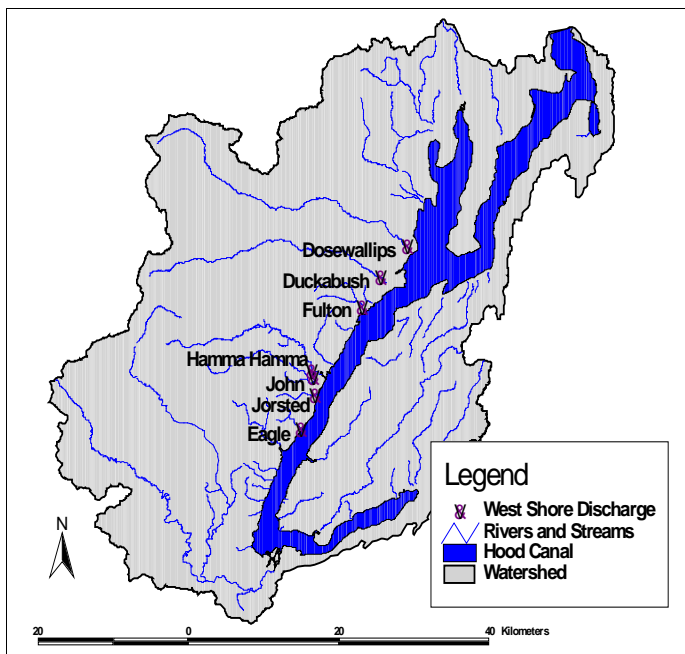 Dosewallips
Duckabush
Fulton
Hamma Hamma
John
Jorsted
Eagle
Legend
West Shore Discharge
Rivers and Streams
Hood Canal
Watershed
N
20 0 20 40 Kilometers